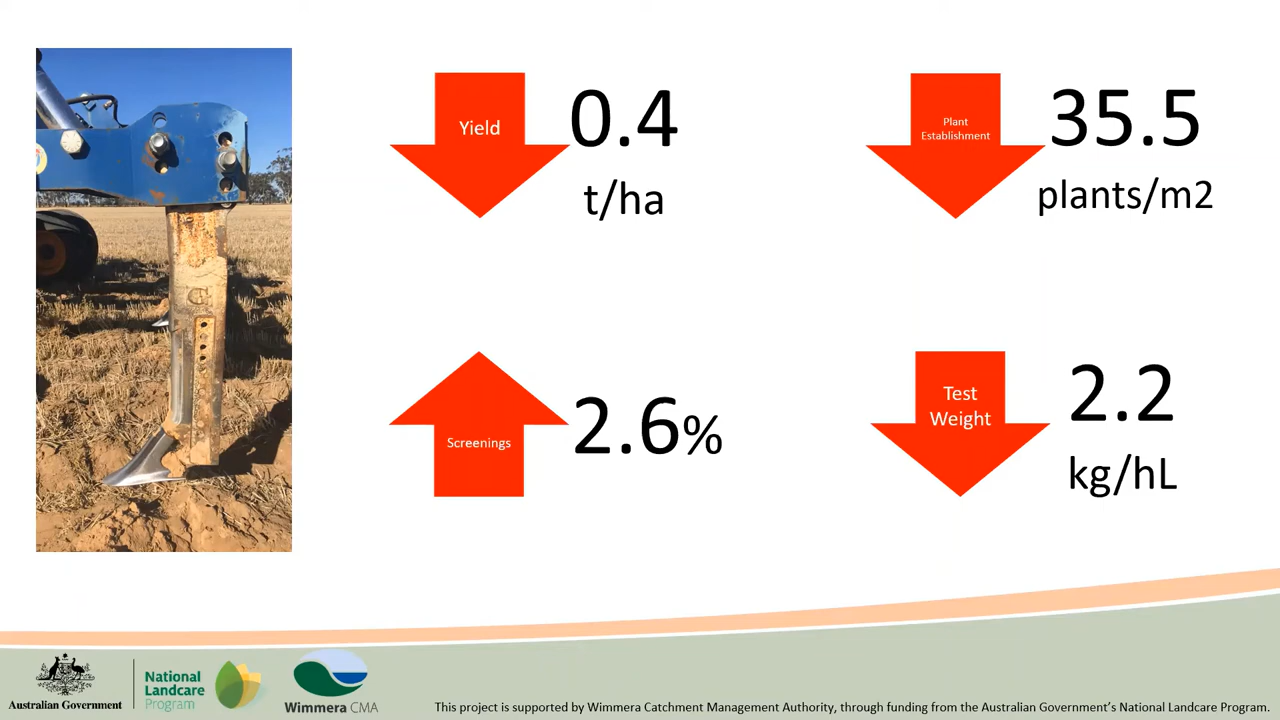 Yield
0.4
t/ha
Plant
Establishment
35.5
plants/m2
Screenings
2.6%
Test
Weight
2.2
kg/hL
Australian Government
National
Landcare
Program
Wimmera CMA
This project is supported by Wimmera Catchment Management Authority, through funding from the Australian Government's National Landcare Program.